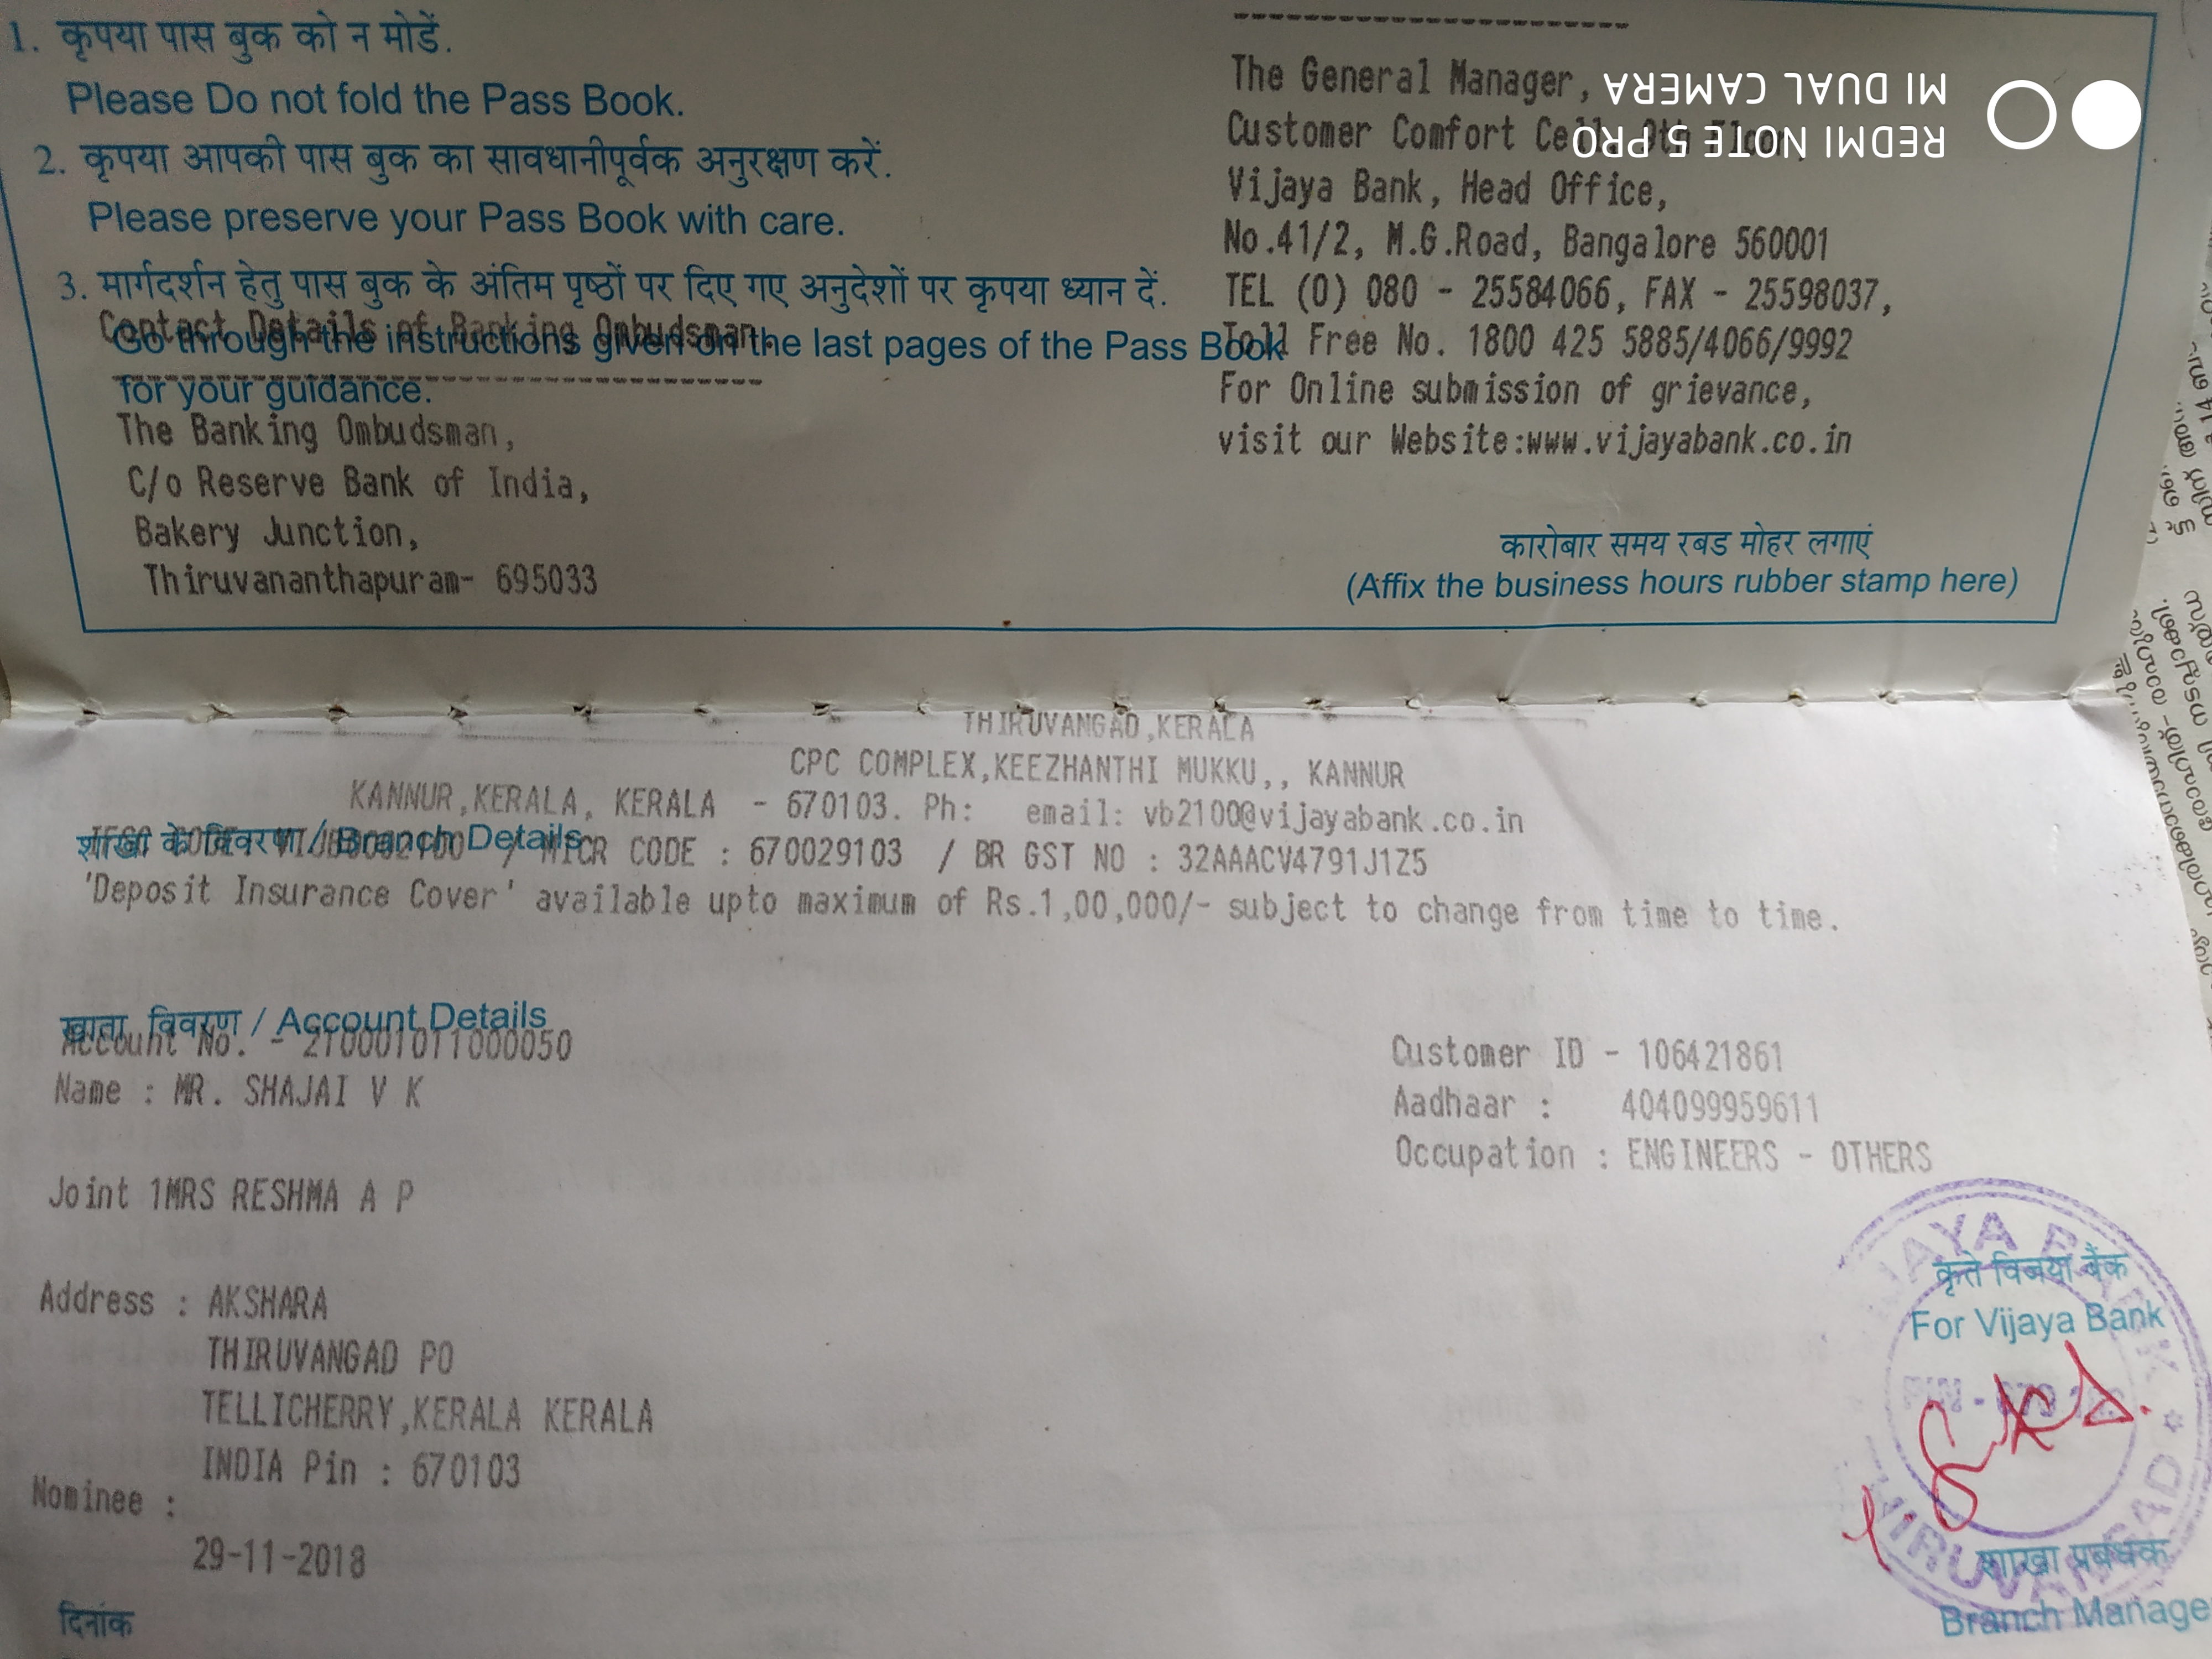 1. कृपया पास बुक को न मोडें.
Please Do not fold the Pass Book.
2. कृपया आपकी पास बुक का सावधानीपूर्वक अनुरक्षण करें.
Please preserve your Pass Book with care.
3. मार्गदर्शन हेतु पास बुक के अंतिम पृष्ठों पर दिए गए अनुदेशों पर कृपया ध्यान दें.
Go through the instructions given on the last pages of the Pass Book
for your guidance.
Contact Details of Banking Ombudsman.
The Banking Ombudsman,
C/o Reserve Bank of India,
Bakery Junction,
Thiruvananthapuram- 695033
The General Manager,
Customer Comfort Cell, 9th Floor,
Vijaya Bank, Head Office,
No.41/2, M.G.Road, Bangalore 560001
TEL (O) 080 - 25584066, FAX - 25598037,
Toll Free No. 1800 425 5885/4066/9992
For Online submission of grievance,
visit our Website:www.vijayabank.co.in
REDMI NOTE 5 PRO
MI DUAL CAMERA
कारोबार समय रबड मोहर लगाएं
(Affix the business hours rubber stamp here)
THIRUVANGAD,KERALA
CPC COMPLEX,KEEZHANTHI MUKKU,, KANNUR
KANNUR,KERALA, KERALA - 670103. Ph: email: vb2100@vijayabank.co.in
शाखा के विवरण / Branch Details
IFSC CODE : VIJB0002100 / MICR CODE : 670029103 / BR GST NO : 32AAACV4791J1Z5
'Deposit Insurance Cover' available upto maximum of Rs.1,00,000/- subject to change from time to time.
खाता विवरण / Account Details
Account No. - 210001011000050
Name : MR. SHAJAI V K
Joint 1MRS RESHMA A P
Address : AKSHARA
THIRUVANGAD PO
TELLICHERRY,KERALA KERALA
INDIA Pin : 670103
Nominee :
29-11-2018
दिनांक
Customer ID - 106421861
Aadhaar : 404099959611
Occupation : ENGINEERS - OTHERS
कृते विजया बैंक
For Vijaya Bank
शाखा प्रबंधक
Branch Manage
VIJAYA BANK
THIRUVANGAD